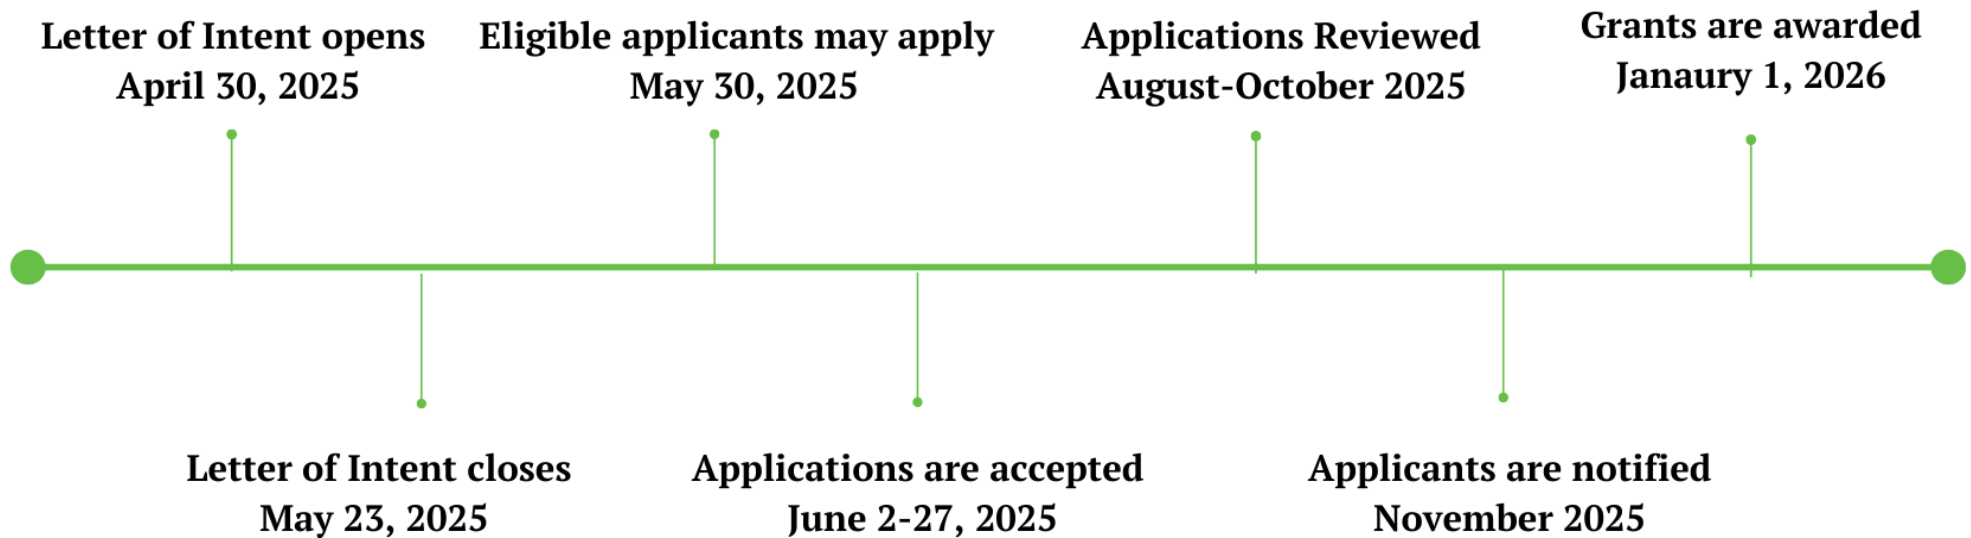 Letter of Intent opens
April 30, 2025
Letter of Intent closes
May 23, 2025
Eligible applicants may apply
May 30, 2025
Applications are accepted
June 2-27, 2025
Applications Reviewed
August-October 2025
Applicants are notified
November 2025
Grants are awarded
Janaury 1, 2026